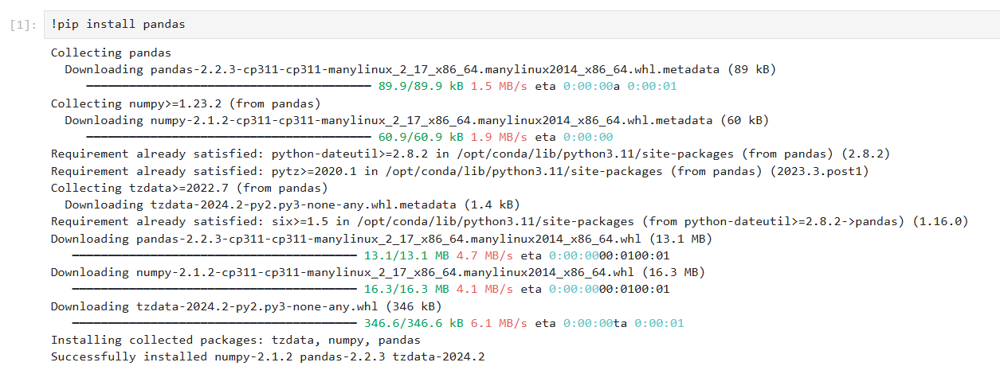 [1]: !pip install pandas
Collecting pandas
Downloading pandas-2.2.3-cp311-cp311-manylinux_2_17_x86_64.manylinux2014_x86_64.whl.metadata (89 kB)
89.9/89.9 kB 1.5 MB/s eta 0:00:00a 0:00:01
Collecting numpy>=1.23.2 (from pandas)
Downloading numpy-2.1.2-cp311-cp311-manylinux_2_17_x86_64.manylinux2014_x86_64.whl.metadata (60 kB)
60.9/60.9 kB 1.9 MB/s eta 0:00:00
Requirement already satisfied: python-dateutil>=2.8.2 in /opt/conda/lib/python3.11/site-packages (from pandas) (2.8.2)
Requirement already satisfied: pytz>=2020.1 in /opt/conda/lib/python3.11/site-packages (from pandas) (2023.3.post1)
Collecting tzdata>=2022.7 (from pandas)
Downloading tzdata-2024.2-py2.py3-none-any.whl.metadata (1.4 kB)
Requirement already satisfied: six>=1.5 in /opt/conda/lib/python3.11/site-packages (from python-dateutil>=2.8.2->pandas) (1.16.0)
Downloading pandas-2.2.3-cp311-cp311-manylinux_2_17_x86_64.manylinux2014_x86_64.whl (13.1 MB)
13.1/13.1 MB 4.7 MB/s eta 0:00:0000:0100:01
Downloading numpy-2.1.2-cp311-cp311-manylinux_2_17_x86_64.manylinux2014_x86_64.whl (16.3 MB)
16.3/16.3 MB 4.1 MB/s eta 0:00:0000:0100:01
Downloading tzdata-2024.2-py2.py3-none-any.whl (346 kB)
346.6/346.6 kB 6.1 MB/s eta 0:00:00ta 0:00:01
Installing collected packages: tzdata, numpy, pandas
Successfully installed numpy-2.1.2 pandas-2.2.3 tzdata-2024.2